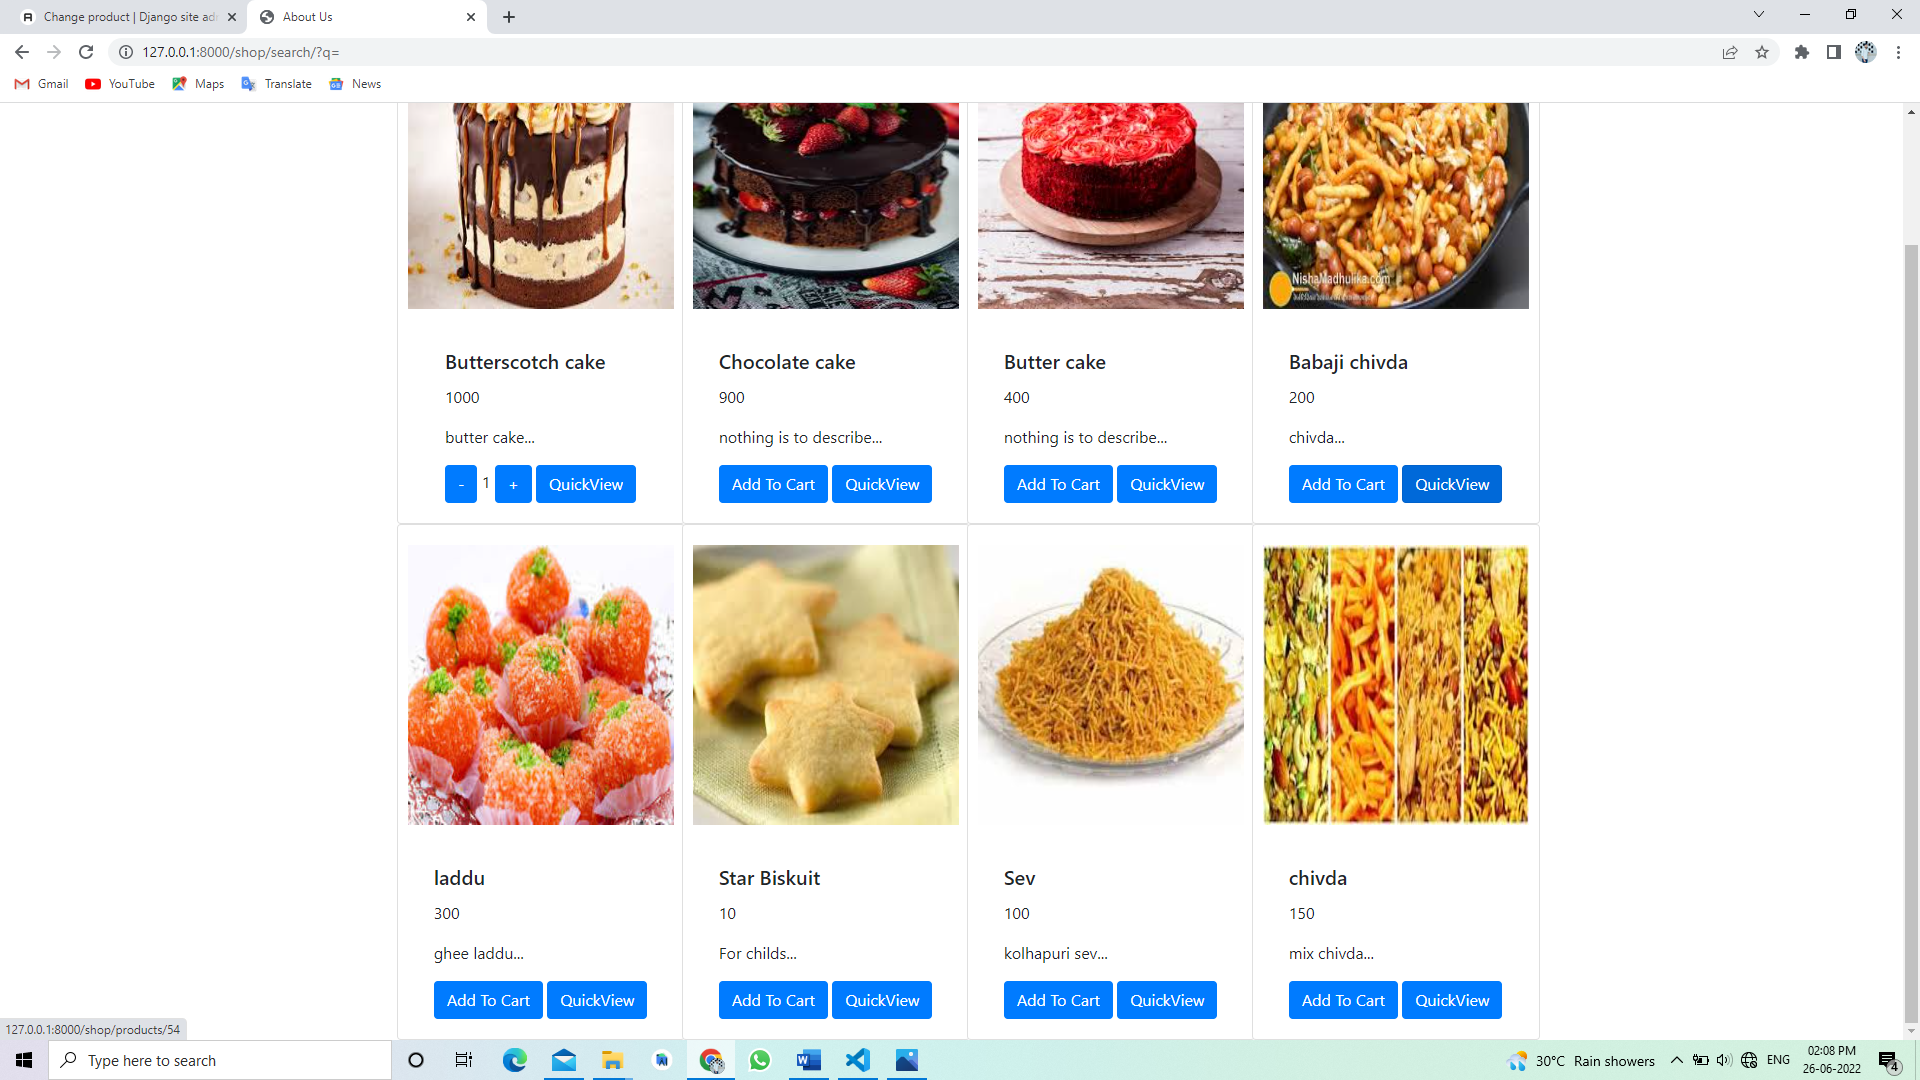 Change product | Django site adr
About Us
127.0.0.1:8000/shop/search/?q=
Gmail
YouTube
Maps
Translate
News
NishaMadhulika.com
Butterscotch cake
1000
butter cake...
- 1 + QuickView
Chocolate cake
900
nothing is to describe...
Add To Cart QuickView
Butter cake
400
nothing is to describe...
Add To Cart QuickView
Babaji chivda
200
chivda...
Add To Cart QuickView
laddu
300
ghee laddu...
Add To Cart QuickView
Star Biskuit
10
For childs...
Add To Cart QuickView
Sev
100
kolhapuri sev...
Add To Cart QuickView
chivda
150
mix chivda...
Add To Cart QuickView
127.0.0.1:8000/shop/products/54
Type here to search
30°C Rain showers
ENG
02:08 PM
26-06-2022
4